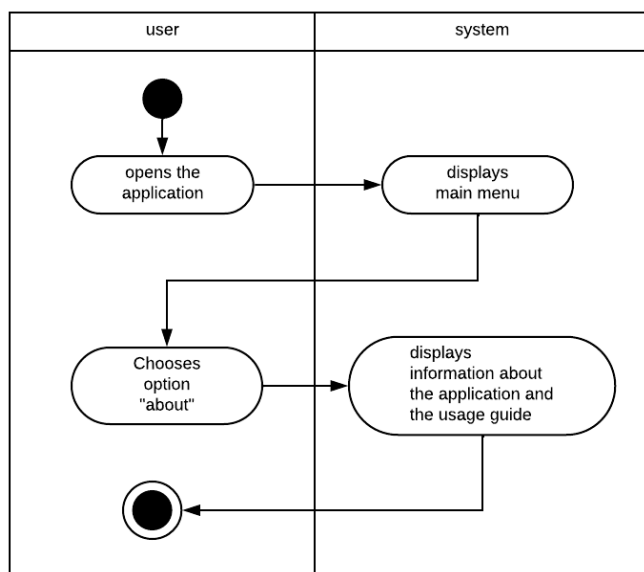 user
system
opens the
application
displays
main menu
Chooses
option
"about"
displays
information about
the application and
the usage guide